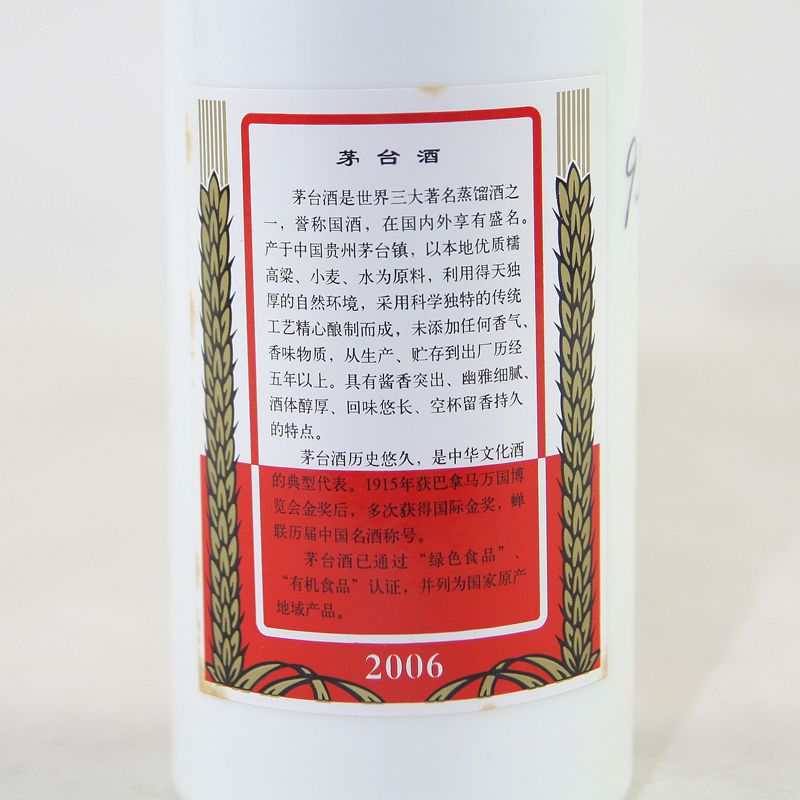 茅台酒
茅台酒是世界三大著名蒸馏酒之
一，誉称国酒，在国内外享有盛名。
产于中国贵州茅台镇，以本地优质糯
高粱、小麦、水为原料，利用得天独
厚的自然环境，采用科学独特的传统
工艺精心酿制而成，未添加任何香气、
香味物质，从生产、贮存到出厂历经
五年以上。具有酱香突出、幽雅细腻、
酒体醇厚、回味悠长、空杯留香持久
的特点。
茅台酒历史悠久，是中华文化酒
的典型代表。1915年获巴拿马万国博
览会金奖后，多次获得国际金奖，蝉
联历届中国名酒称号。
茅台酒已通过“绿色食品”、
“有机食品”认证，并列为国家原产
地域产品。
2006